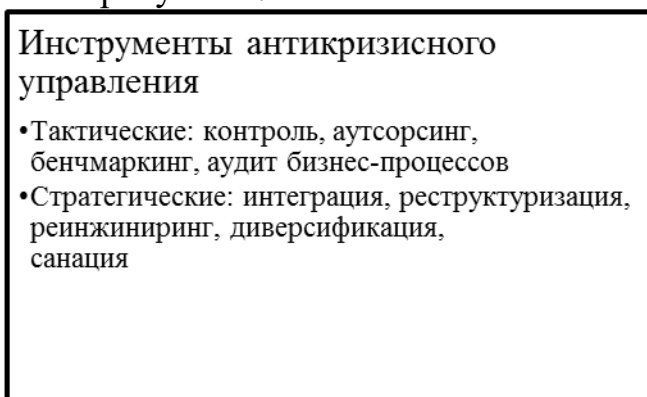 Инструменты антикризисного
управления
•Тактические: контроль, аутсорсинг,
бенчмаркинг, аудит бизнес-процессов
•Стратегические: интеграция, реструктуризация,
реинжиниринг, диверсификация,
санация